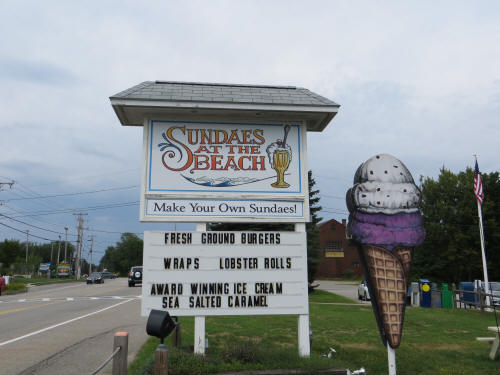 SUNDAES
AT THE
BEACH
Make Your Own Sundaes!
FRESH GROUND BURGERS
WRAPS LOBSTER ROLLS
AWARD WINNING ICE CREAM
SEA SALTED CARAMEL